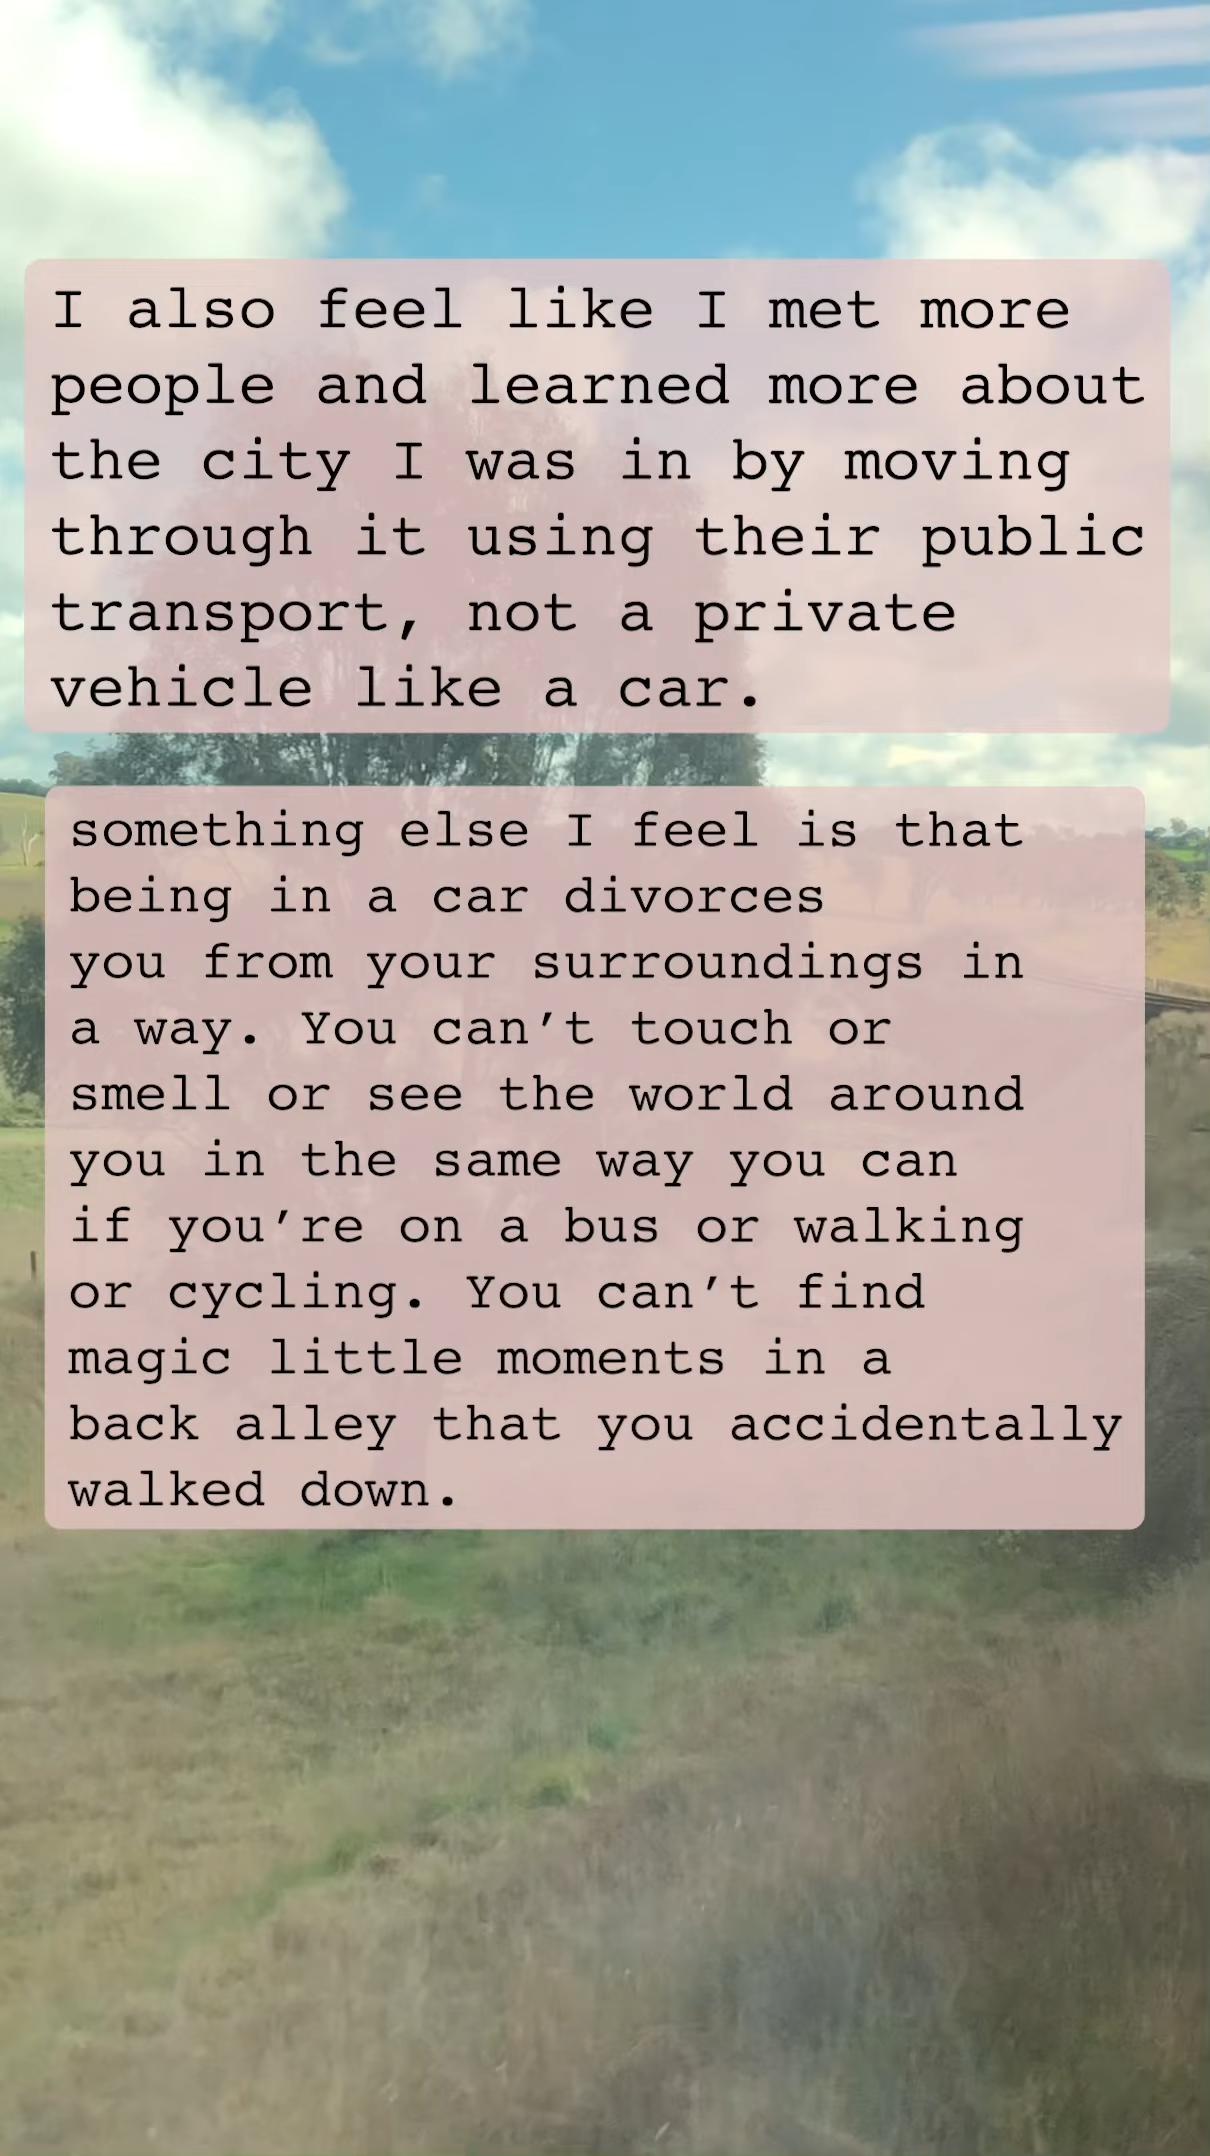 I also feel like I met more
people and learned more about
the city I was in by moving
through it using their public
transport, not a private
vehicle like a car.
something else I feel is that
being in a car divorces
you from your surroundings in
a way. You can’t touch or
smell or see the world around
you in the same way you can
if you’re on a bus or walking
or cycling. You can’t find
magic little moments in a
back alley that you accidentally
walked down.